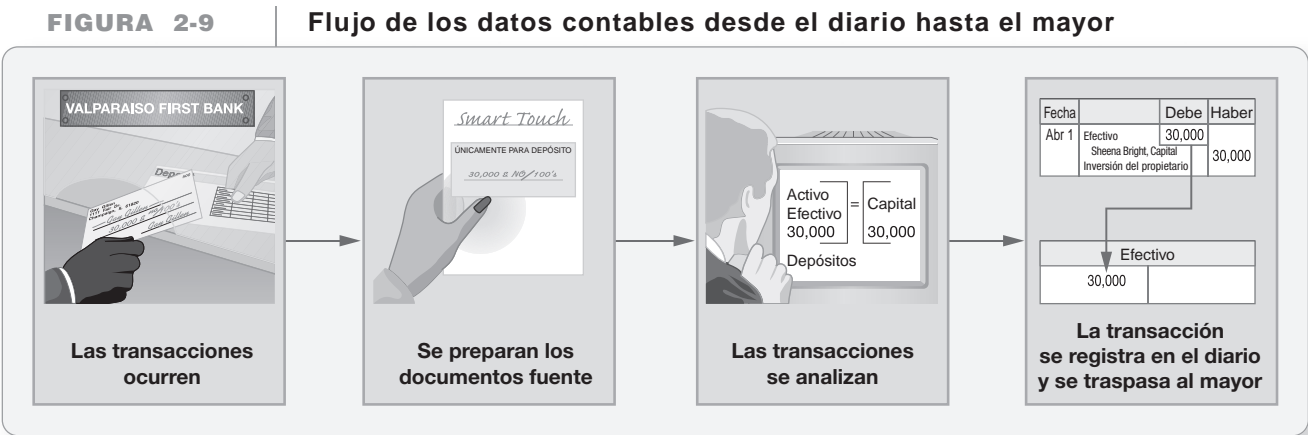 FIGURA 2-9
Flujo de los datos contables desde el diario hasta el mayor
VALPARAISO FIRST BANK
30,000 & no/100's
Smart Touch
ÚNICAMENTE PARA DEPÓSITO
30,000 & NO/100's
Activo
Efectivo
30,000
=
Capital
30,000
Depósitos
Fecha Debe Haber
Abr 1 Efectivo 30,000
Sheena Bright, Capital 30,000
Inversión del propietario
Efectivo
30,000
Las transacciones
ocurren
Se preparan los
documentos fuente
Las transacciones
se analizan
La transacción
se registra en el diario
y se traspasa al mayor